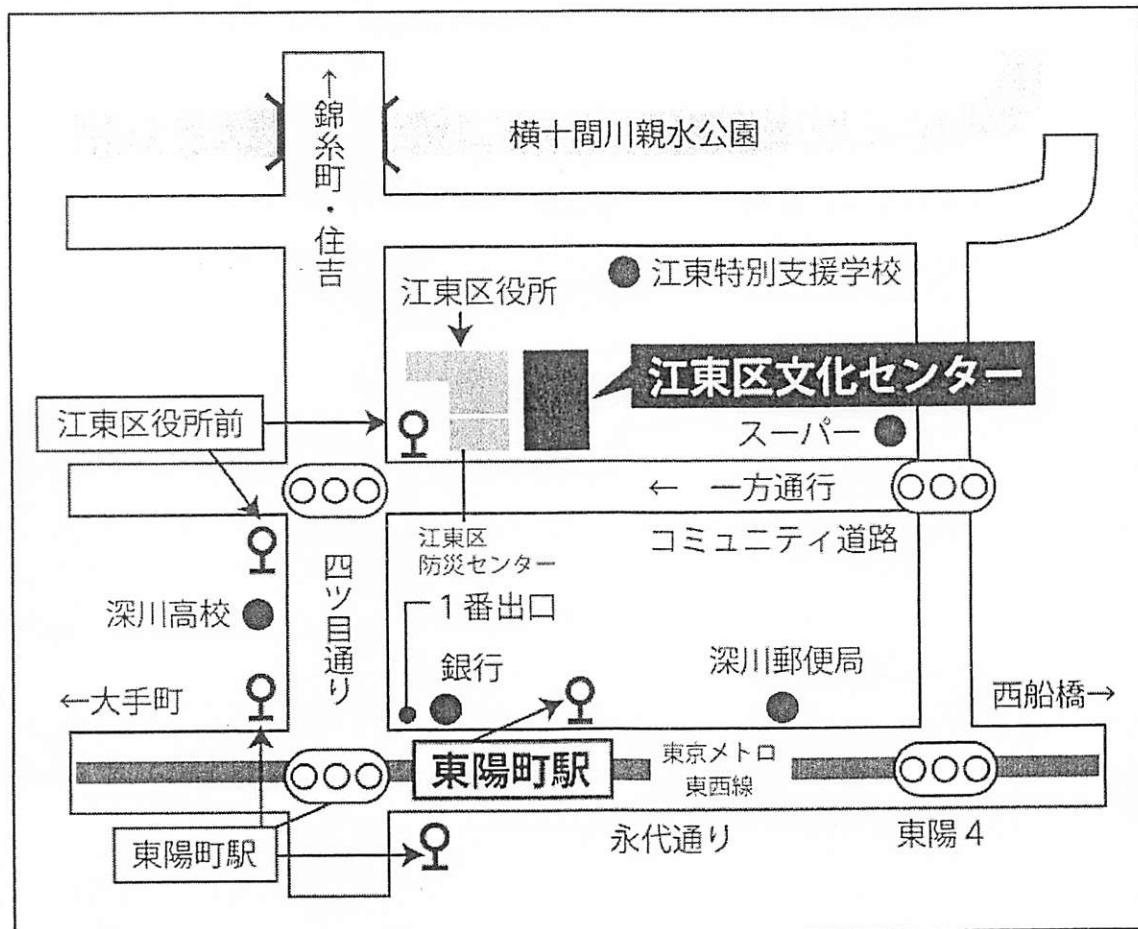 ↑錦糸町・住吉
横十間川親水公園
江東特別支援学校
江東区役所
江東区文化センター
江東区役所前
スーパー
← 一方通行
コミュニティ道路
江東区
防災センター
四ツ目通り
1番出口
深川高校
銀行
深川郵便局
←大手町
西船橋→
東陽町駅
東京メトロ
東西線
東陽町駅
永代通り
東陽4